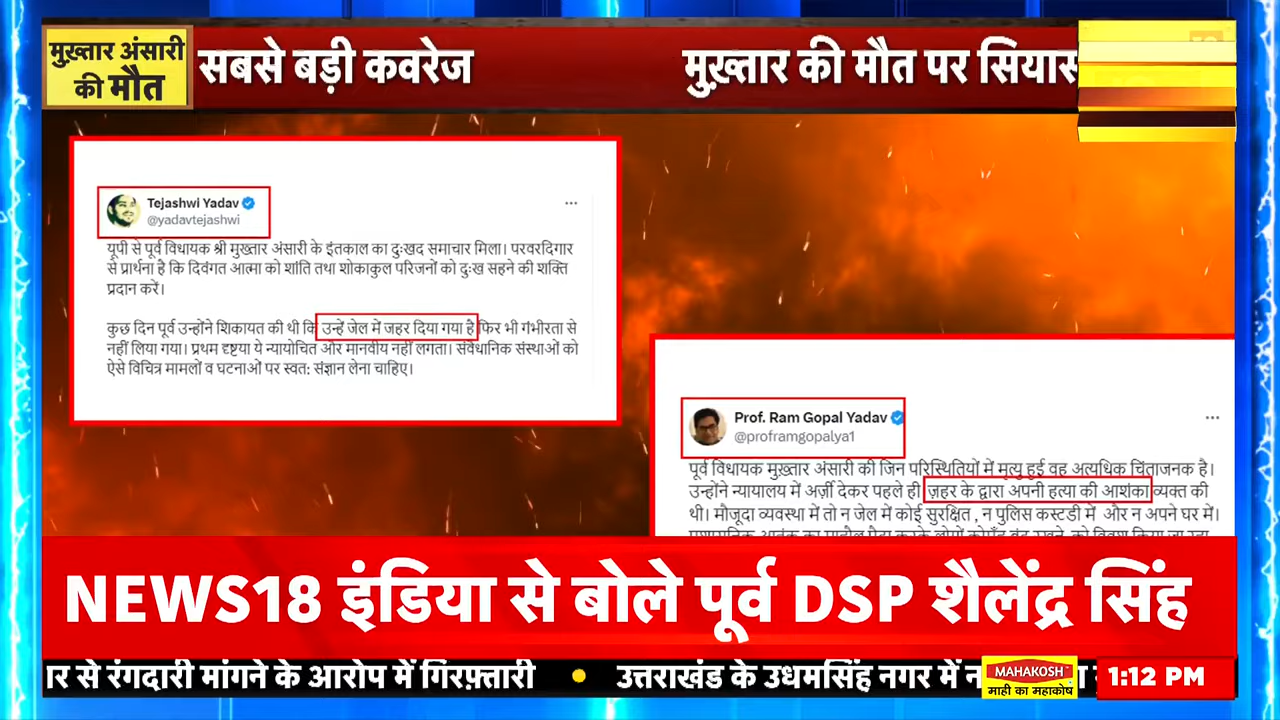 मुख़्तार अंसारी
की मौत
सबसे बड़ी कवरेज
मुख़्तार की मौत पर
Tejashwi Yadav
@yadavtejashwi
यूपी से पूर्व विधायक श्री मुख्तार अंसारी के इंतकाल का दुःखद समाचार मिला। परवरदिगार
से प्रार्थना है कि दिवंगत आत्मा को शांति तथा शोकाकुल परिजनों को दुःख सहने की शक्ति
प्रदान करें।
कुछ दिन पूर्व उन्होंने शिकायत की थी कि उन्हें जेल में जहर दिया गया है फिर भी गंभीरता से
नहीं लिया गया। प्रथम दृष्टया ये न्यायोचित और मानवीय नहीं लगता। संवैधानिक संस्थाओं को
ऐसे विचित्र मामलों व घटनाओं पर स्वत: संज्ञान लेना चाहिए।
Prof. Ram Gopal Yadav
@proframgopalya1
पूर्व विधायक मुख़्तार अंसारी की जिन परिस्थितियों में मृत्यु हुई वह अत्यधिक चिंताजनक है।
उन्होंने न्यायालय में अर्ज़ी देकर पहले ही ज़हर के द्वारा अपनी हत्या की आशंका व्यक्त की
थी। मौजूदा व्यवस्था में तो न जेल में कोई सुरक्षित , न पुलिस कस्टडी में और न अपने घर में।
NEWS18 इंडिया से बोले पूर्व DSP शैलेंद्र सिंह
से रंगदारी मांगने के आरोप में गिरफ़्तारी • उत्तराखंड के उधमसिंह नगर में
MAHAKOSH
माही का महाकोष
1:12 PM